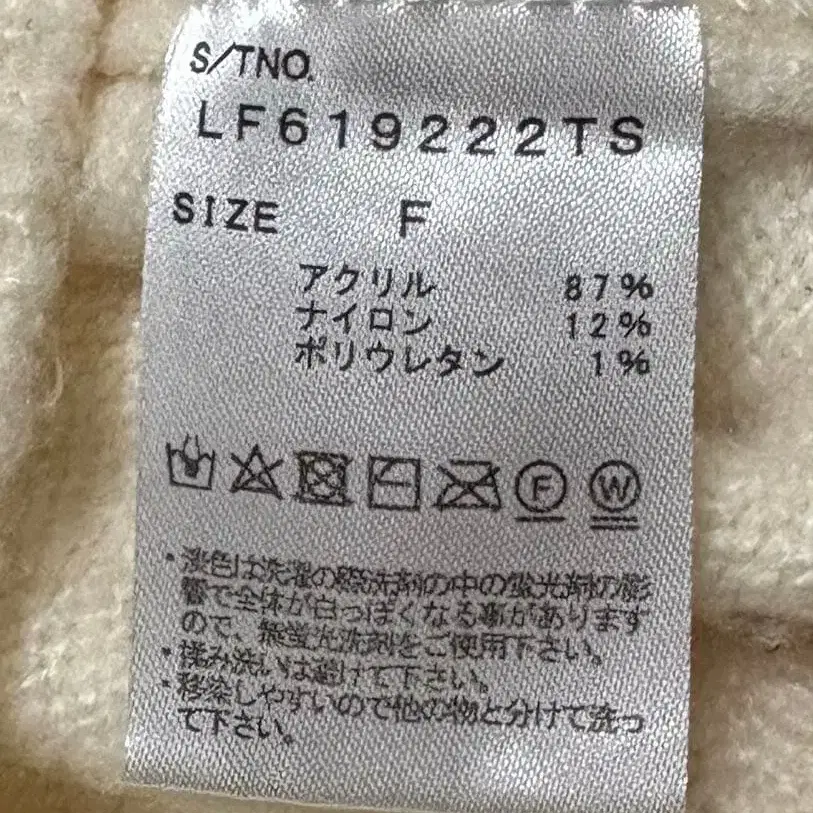 S/TNO.
LF619222TS
SIZE F
アクリル 87%
ナイロン 12%
ポリウレタン 1%
F W
・淡色は洗濯の際洗剤の中の蛍光剤の影
響で全体が白っぽくなる事があります
ので、無蛍光洗剤をご使用下さい。
・揉み洗いは避けて下さい。
・移染しやすいので他の物と分けて洗っ
て下さい。